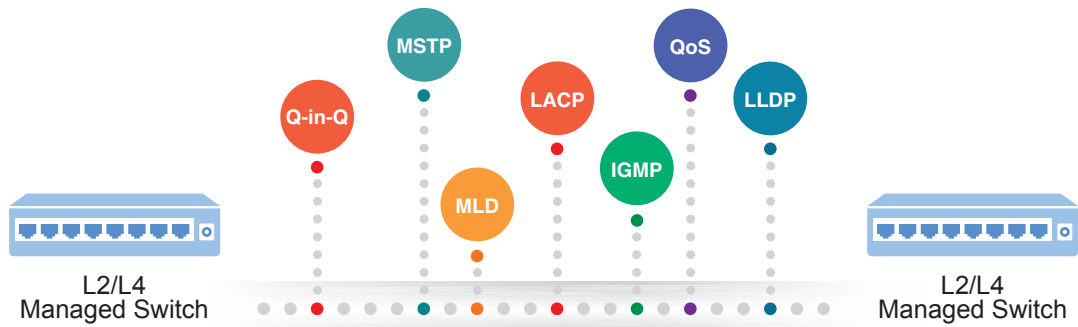 MSTP
QoS
Q-in-Q
LACP
LLDP
IGMP
MLD
L2/L4
Managed Switch
L2/L4
Managed Switch